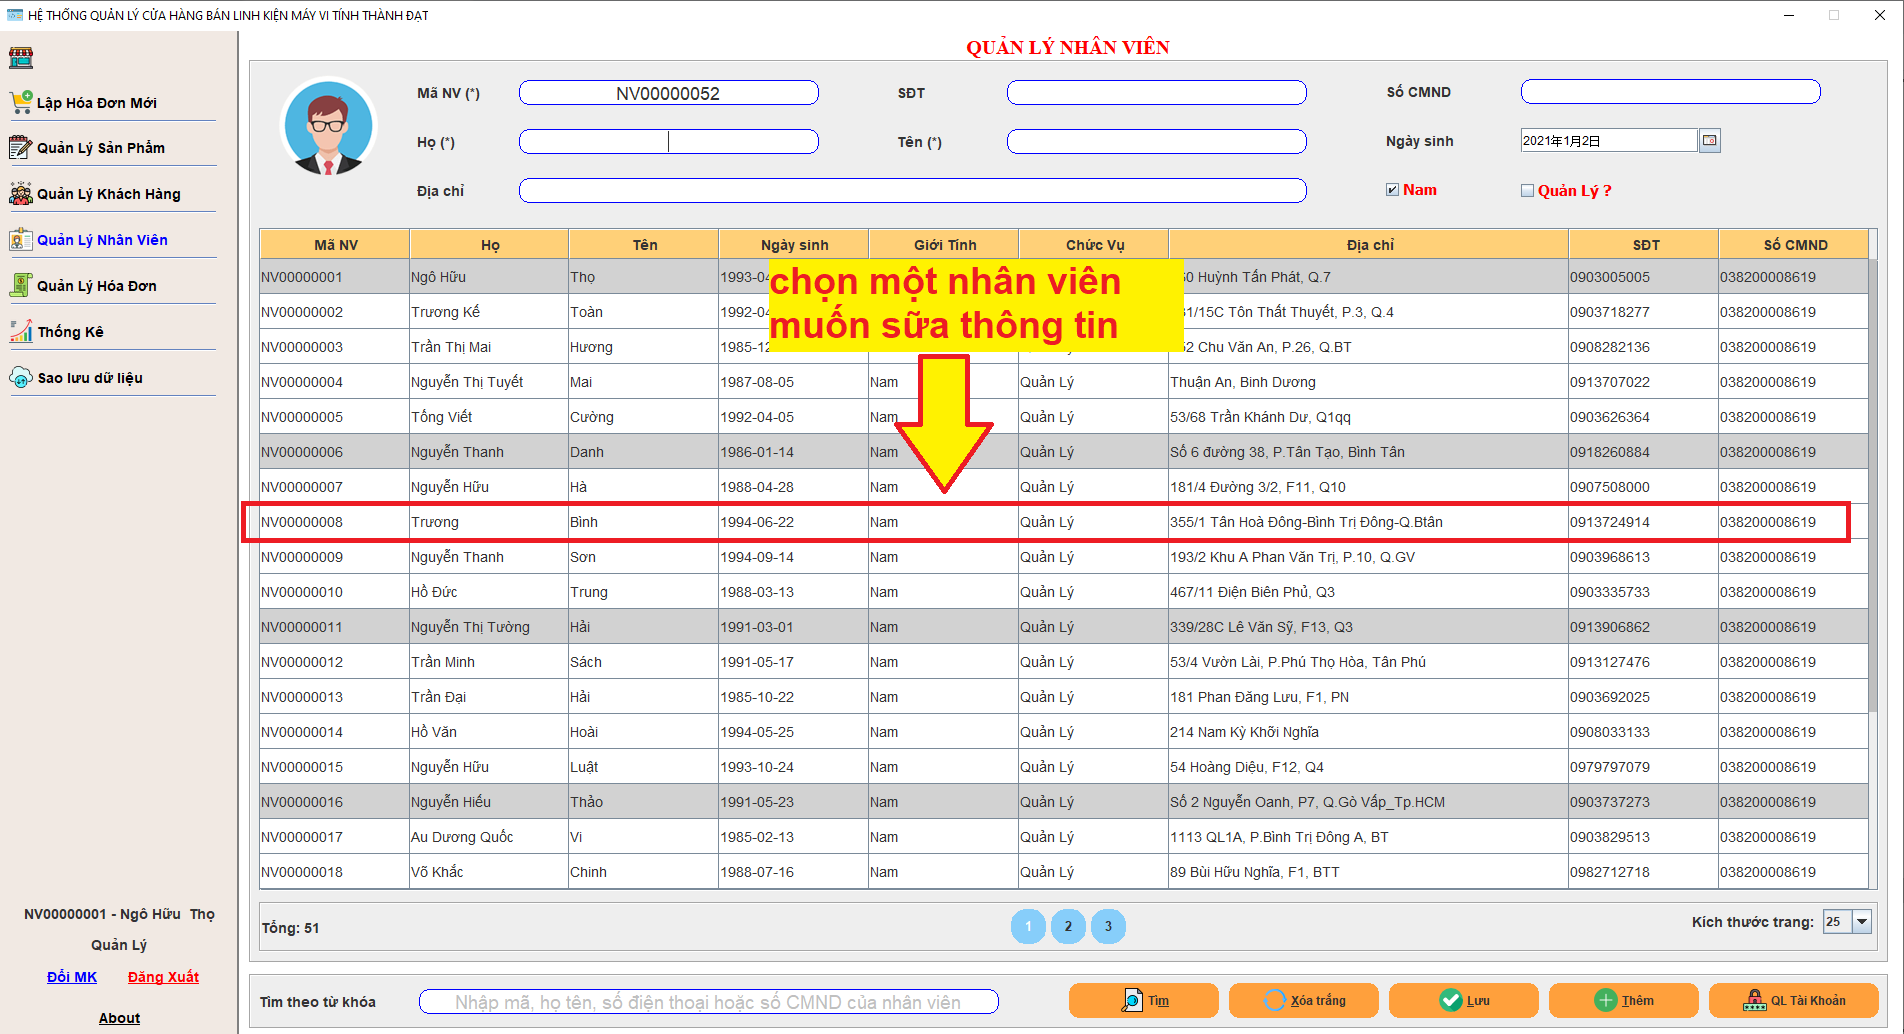 HỆ THỐNG QUẢN LÝ CỬA HÀNG BÁN LINH KIỆN MÁY VI TÍNH THÀNH ĐẠT
Lập Hóa Đơn Mới
Quản Lý Sản Phẩm
Quản Lý Khách Hàng
Quản Lý Nhân Viên
Quản Lý Hóa Đơn
Thống Kê
Sao lưu dữ liệu
NV00000001 - Ngô Hữu Thọ
Quản Lý
Đổi MK Đăng Xuất
About
QUẢN LÝ NHÂN VIÊN
Mã NV (*) NV00000052 SĐT Số CMND
Họ (*) Tên (*) Ngày sinh 2021年1月2日
Địa chỉ Nam Quản Lý ?
Mã NV Họ Tên Ngày sinh Giới Tính Chức Vụ Địa chỉ SĐT Số CMND
NV00000001 Ngô Hữu Thọ 1993-04 60 Huỳnh Tấn Phát, Q.7 0903005005 038200008619
chọn một nhân viên
NV00000002 Trương Kế Toàn 1992-04 31/15C Tôn Thất Thuyết, P.3, Q.4 0903718277 038200008619
muốn sữa thông tin
NV00000003 Trần Thị Mai Hương 1985-12 52 Chu Văn An, P.26, Q.BT 0908282136 038200008619
NV00000004 Nguyễn Thị Tuyết Mai 1987-08-05 Nam Quản Lý Thuận An, Bình Dương 0913707022 038200008619
NV00000005 Tống Viết Cường 1992-04-05 Nam Quản Lý 53/68 Trần Khánh Dư, Q1qq 0903626364 038200008619
NV00000006 Nguyễn Thanh Danh 1986-01-14 Nam Quản Lý Số 6 đường 38, P.Tân Tạo, Bình Tân 0918260884 038200008619
NV00000007 Nguyễn Hữu Hà 1988-04-28 Nam Quản Lý 181/4 Đường 3/2, F11, Q10 0907508000 038200008619
NV00000008 Trương Bình 1994-06-22 Nam Quản Lý 355/1 Tân Hoà Đông-Bình Trị Đông-Q.Btân 0913724914 038200008619
NV00000009 Nguyễn Thanh Sơn 1994-09-14 Nam Quản Lý 193/2 Khu A Phan Văn Trị, P.10, Q.GV 0903968613 038200008619
NV00000010 Hồ Đức Trung 1988-03-13 Nam Quản Lý 467/11 Điện Biên Phủ, Q3 0903335733 038200008619
NV00000011 Nguyễn Thị Tường Hải 1991-03-01 Nam Quản Lý 339/28C Lê Văn Sỹ, F13, Q3 0913906862 038200008619
NV00000012 Trần Minh Sách 1991-05-17 Nam Quản Lý 53/4 Vườn Lài, P.Phú Thọ Hòa, Tân Phú 0913127476 038200008619
NV00000013 Trần Đại Hải 1985-10-22 Nam Quản Lý 181 Phan Đăng Lưu, F1, PN 0903692025 038200008619
NV00000014 Hồ Văn Hoài 1994-05-25 Nam Quản Lý 214 Nam Kỳ Khỡi Nghĩa 0908033133 038200008619
NV00000015 Nguyễn Hữu Luật 1993-10-24 Nam Quản Lý 54 Hoàng Diệu, F12, Q4 0979797079 038200008619
NV00000016 Nguyễn Hiếu Thảo 1991-05-23 Nam Quản Lý Số 2 Nguyễn Oanh, P7, Q.Gò Vấp_Tp.HCM 0903737273 038200008619
NV00000017 Au Dương Quốc Vi 1985-02-13 Nam Quản Lý 1113 QL1A, P.Bình Trị Đông A, BT 0903829513 038200008619
NV00000018 Võ Khắc Chinh 1988-07-16 Nam Quản Lý 89 Bùi Hữu Nghĩa, F1, BTT 0982712718 038200008619
Tổng: 51 1 2 3 Kích thước trang: 25
Tìm theo từ khóa Nhập mã, họ tên, số điện thoại hoặc số CMND của nhân viên Tìm Xóa trắng Lưu Thêm QL Tài Khoản